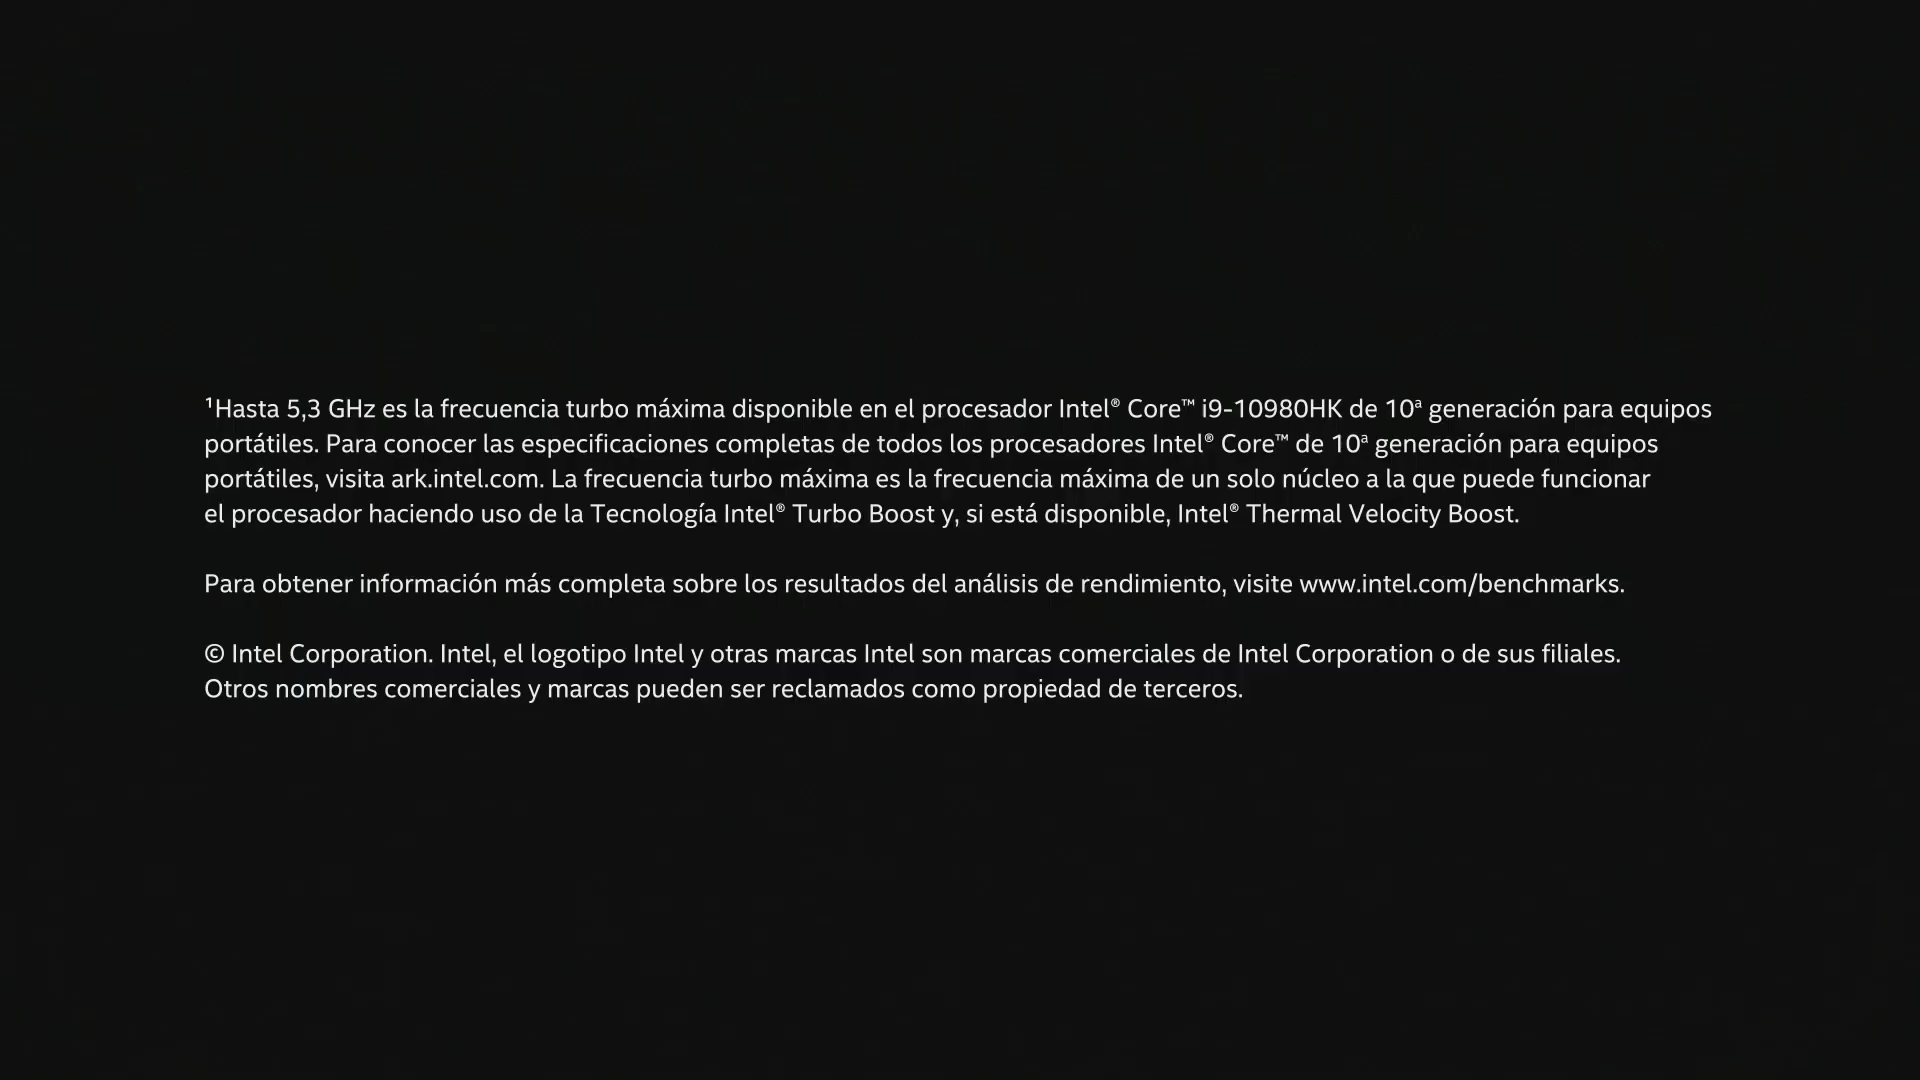 ¹Hasta 5,3 GHz es la frecuencia turbo máxima disponible en el procesador Intel® Core™ i9-10980HK de 10ª generación para equipos
portátiles. Para conocer las especificaciones completas de todos los procesadores Intel® Core™ de 10ª generación para equipos
portátiles, visita ark.intel.com. La frecuencia turbo máxima es la frecuencia máxima de un solo núcleo a la que puede funcionar
el procesador haciendo uso de la Tecnología Intel® Turbo Boost y, si está disponible, Intel® Thermal Velocity Boost.
Para obtener información más completa sobre los resultados del análisis de rendimiento, visite www.intel.com/benchmarks.
© Intel Corporation. Intel, el logotipo Intel y otras marcas Intel son marcas comerciales de Intel Corporation o de sus filiales.
Otros nombres comerciales y marcas pueden ser reclamados como propiedad de terceros.